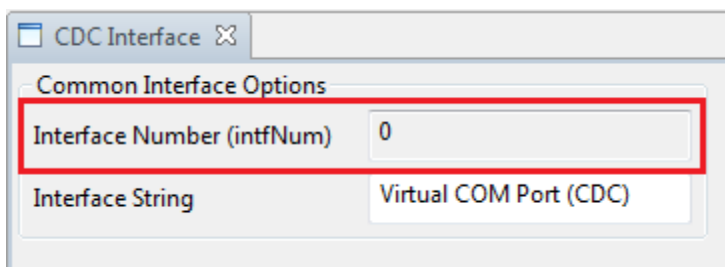 CDC Interface
Common Interface Options
Interface Number (intfNum) 0
Interface String Virtual COM Port (CDC)